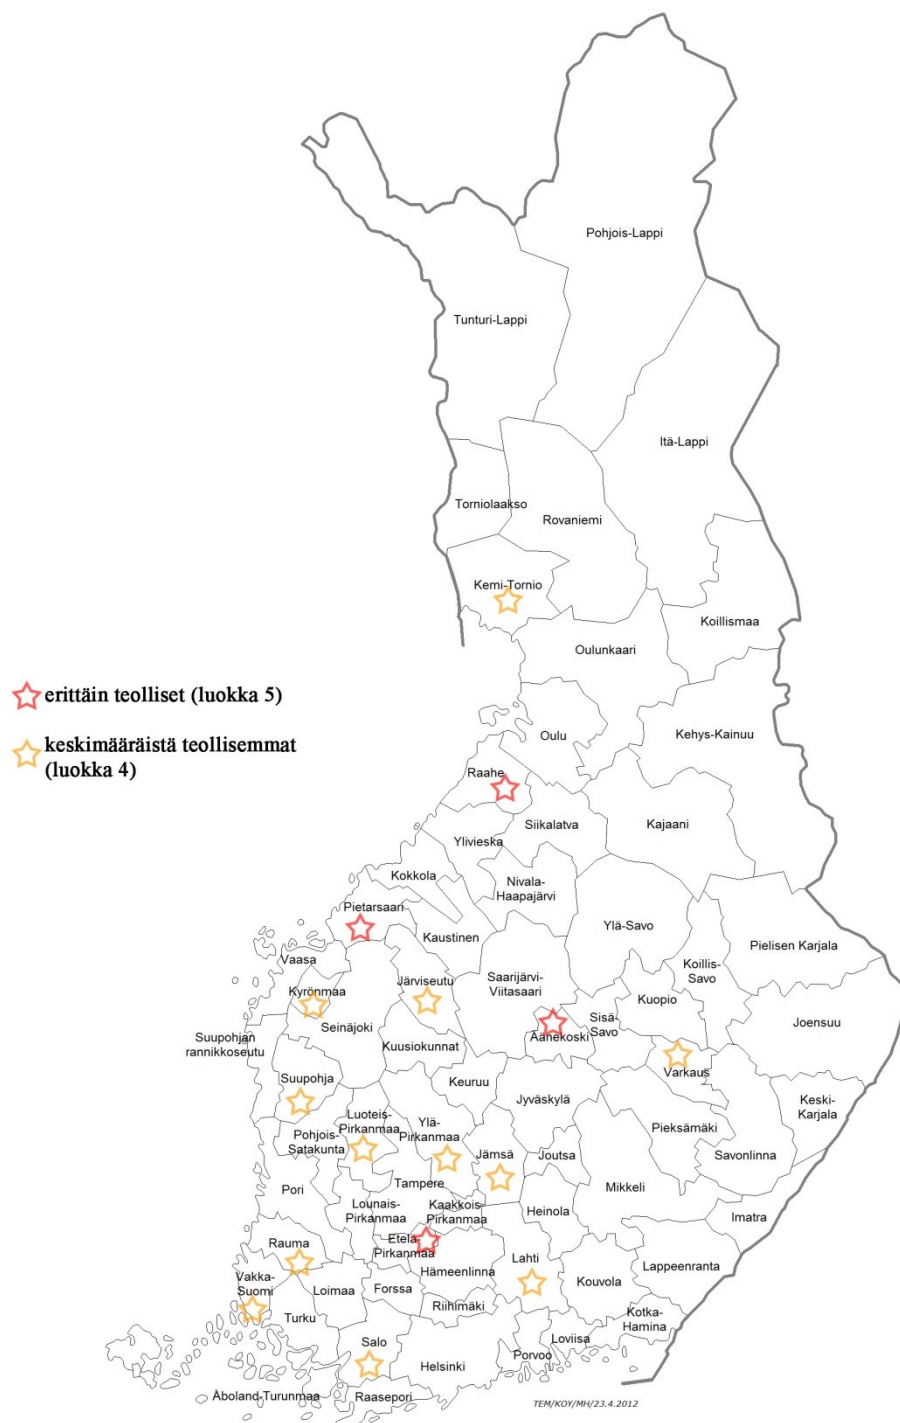 Pohjois-Lappi
Tunturi-Lappi
Itä-Lappi
Torniolaakso
Rovaniemi
Kemi-Tornio
Koillismaa
Oulunkaari
erittäin teolliset (luokka 5)
keskimääräistä teollisemmat
(luokka 4)
Oulu
Kehys-Kainuu
Raahe
Siikalatva
Kajaani
Ylivieska
Kokkola
Nivala-
Haapajärvi
Pietarsaari
Kaustinen
Ylä-Savo
Pielisen Karjala
Vaasa
Koillis-
Savo
Saarijärvi-
Viitasaari
Järviseutu
Kyrönmaa
Kuopio
Sisä-
Savo
Joensuu
Seinäjoki
Suupohjan
rannikkoseutu
Äänekoski
Kuusiokunnat
Varkaus
Suupohja
Keuruu
Jyväskylä
Keski-
Karjala
Luoteis-
Pirkanmaa
Ylä-
Pirkanmaa
Pieksämäki
Pohjois-
Satakunta
Jämsä
Joutsa
Savonlinna
Tampere
Mikkeli
Pori
Lounais-
Pirkanmaa
Kaakkois-
Pirkanmaa
Heinola
Imatra
Etelä-
Pirkanmaa
Rauma
Lahti
Lappeenranta
Hämeenlinna
Vakka-
Suomi
Loimaa
Forssa
Kouvola
Riihimäki
Kotka-
Hamina
Turku
Salo
Loviisa
Helsinki
Porvoo
Åboland-Turunmaa
Raasepori
TEM/KOY/MH/23.4.2012